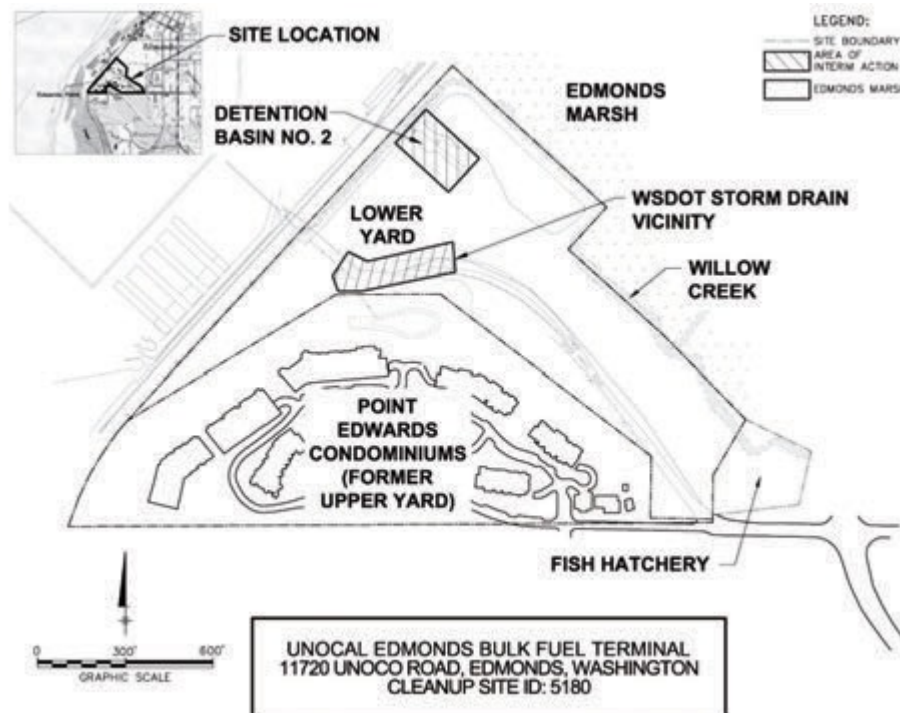 SITE LOCATION
LEGEND:
SITE BOUNDARY
AREA OF
INTERIM ACTION
EDMONDS MARS
EDMONDS
MARSH
DETENTION
BASIN NO. 2
LOWER
YARD
WSDOT STORM DRAIN
VICINITY
WILLOW
CREEK
POINT
EDWARDS
CONDOMINIUMS
(FORMER
UPPER YARD)
FISH HATCHERY
0 300' 600'
GRAPHIC SCALE
UNOCAL EDMONDS BULK FUEL TERMINAL
11720 UNOCO ROAD, EDMONDS, WASHINGTON
CLEANUP SITE ID: 5180